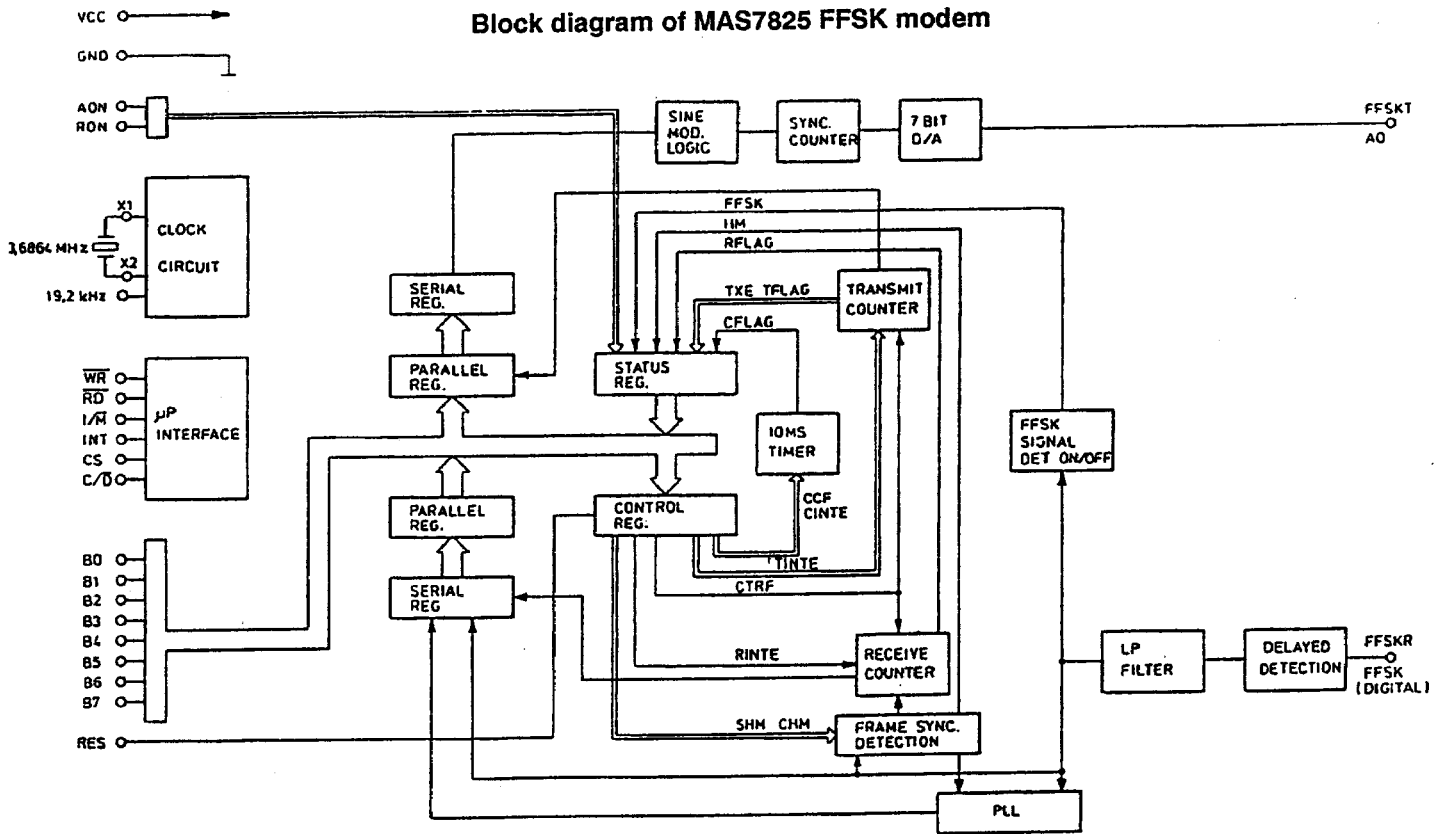 Block diagram of MAS7825 FFSK modem
VCC
GND
AON
RON
SINE
MOD.
LOGIC
SYNC.
COUNTER
7 BIT
D/A
FFSKT
AO
X1
CLOCK
CIRCUIT
3,6864 MHz
X2
19,2 kHz
FFSK
HM
RFLAG
TXE TFLAG
CFLAG
TRANSMIT
COUNTER
SERIAL
REG.
PARALLEL
REG.
STATUS
REG.
WR
RD
I/M
INT
CS
C/D
µP
INTERFACE
10MS
TIMER
FFSK
SIGNAL
DET ON/OFF
PARALLEL
REG.
CONTROL
REG.
CCF
CINTE
TINTE
CTRF
SERIAL
REG
B0
B1
B2
B3
B4
B5
B6
B7
RES
RINTE
RECEIVE
COUNTER
LP
FILTER
DELAYED
DETECTION
FFSKR
FFSK
(DIGITAL)
SHM CHM
FRAME SYNC.
DETECTION
PLL